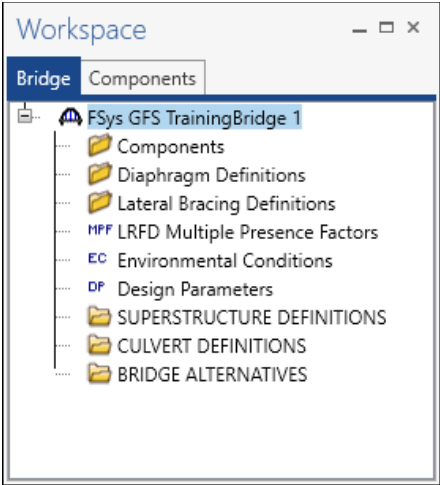 Workspace
Bridge Components
FSys GFS TrainingBridge 1
Components
Diaphragm Definitions
Lateral Bracing Definitions
MPF LRFD Multiple Presence Factors
EC Environmental Conditions
DP Design Parameters
SUPERSTRUCTURE DEFINITIONS
CULVERT DEFINITIONS
BRIDGE ALTERNATIVES